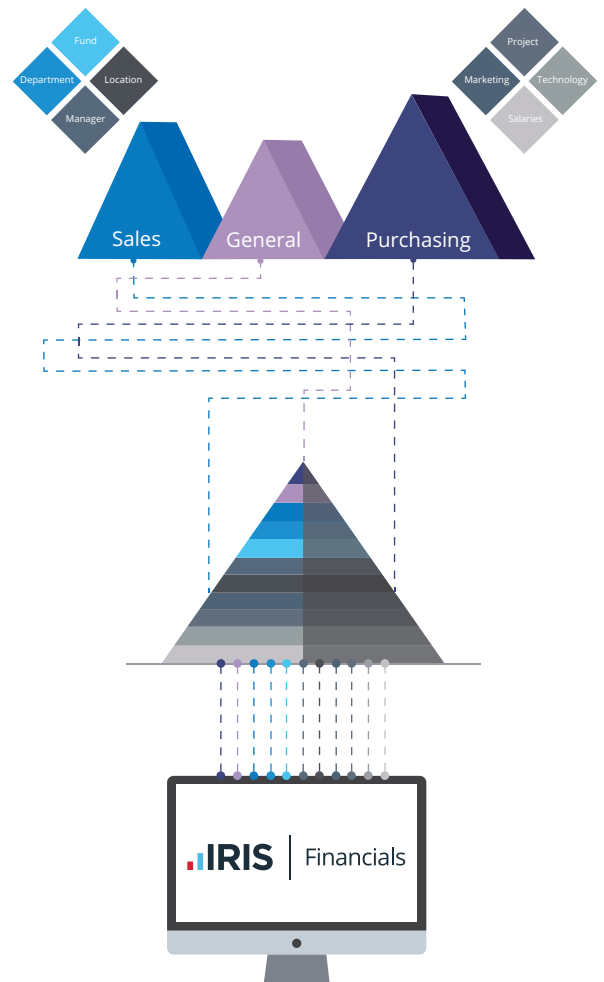 Fund
Department
Location
Manager
Project
Marketing
Technology
Salaries
Sales
General
Purchasing
IRIS | Financials